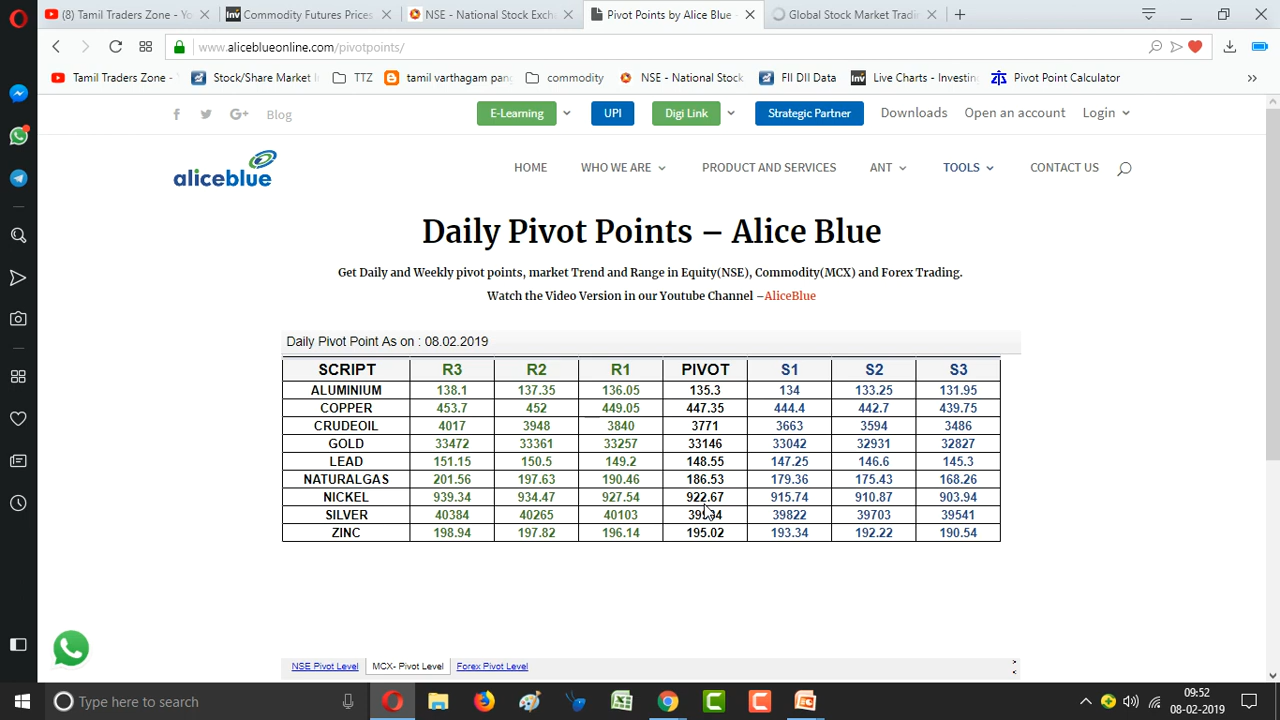 (8) Tamil Traders Zone - Yo
Commodity Futures Prices
NSE - National Stock Exch
Pivot Points by Alice Blue -
Global Stock Market Tradi
www.aliceblueonline.com/pivotpoints/
Tamil Traders Zone -
Stock/Share Market
TTZ
tamil varthagam pan
commodity
NSE - National Stock
FII DII Data
Live Charts - Investin
Pivot Point Calculator
Blog
E-Learning
UPI
Digi Link
Strategic Partner
Downloads
Open an account
Login
aliceblue
HOME
WHO WE ARE
PRODUCT AND SERVICES
ANT
TOOLS
CONTACT US
Daily Pivot Points – Alice Blue
Get Daily and Weekly pivot points, market Trend and Range in Equity(NSE), Commodity(MCX) and Forex Trading.
Watch the Video Version in our Youtube Channel –AliceBlue
Daily Pivot Point As on : 08.02.2019
SCRIPT R3 R2 R1 PIVOT S1 S2 S3
ALUMINIUM 138.1 137.35 136.05 135.3 134 133.25 131.95
COPPER 453.7 452 449.05 447.35 444.4 442.7 439.75
CRUDEOIL 4017 3948 3840 3771 3663 3594 3486
GOLD 33472 33361 33257 33146 33042 32931 32827
LEAD 151.15 150.5 149.2 148.55 147.25 146.6 145.3
NATURALGAS 201.56 197.63 190.46 186.53 179.36 175.43 168.26
NICKEL 939.34 934.47 927.54 922.67 915.74 910.87 903.94
SILVER 40384 40265 40103 39822 39703 39541
ZINC 198.94 197.82 196.14 195.02 193.34 192.22 190.54
NSE Pivot Level
MCX- Pivot Level
Forex Pivot Level
Type here to search
09:52
08-02-2019